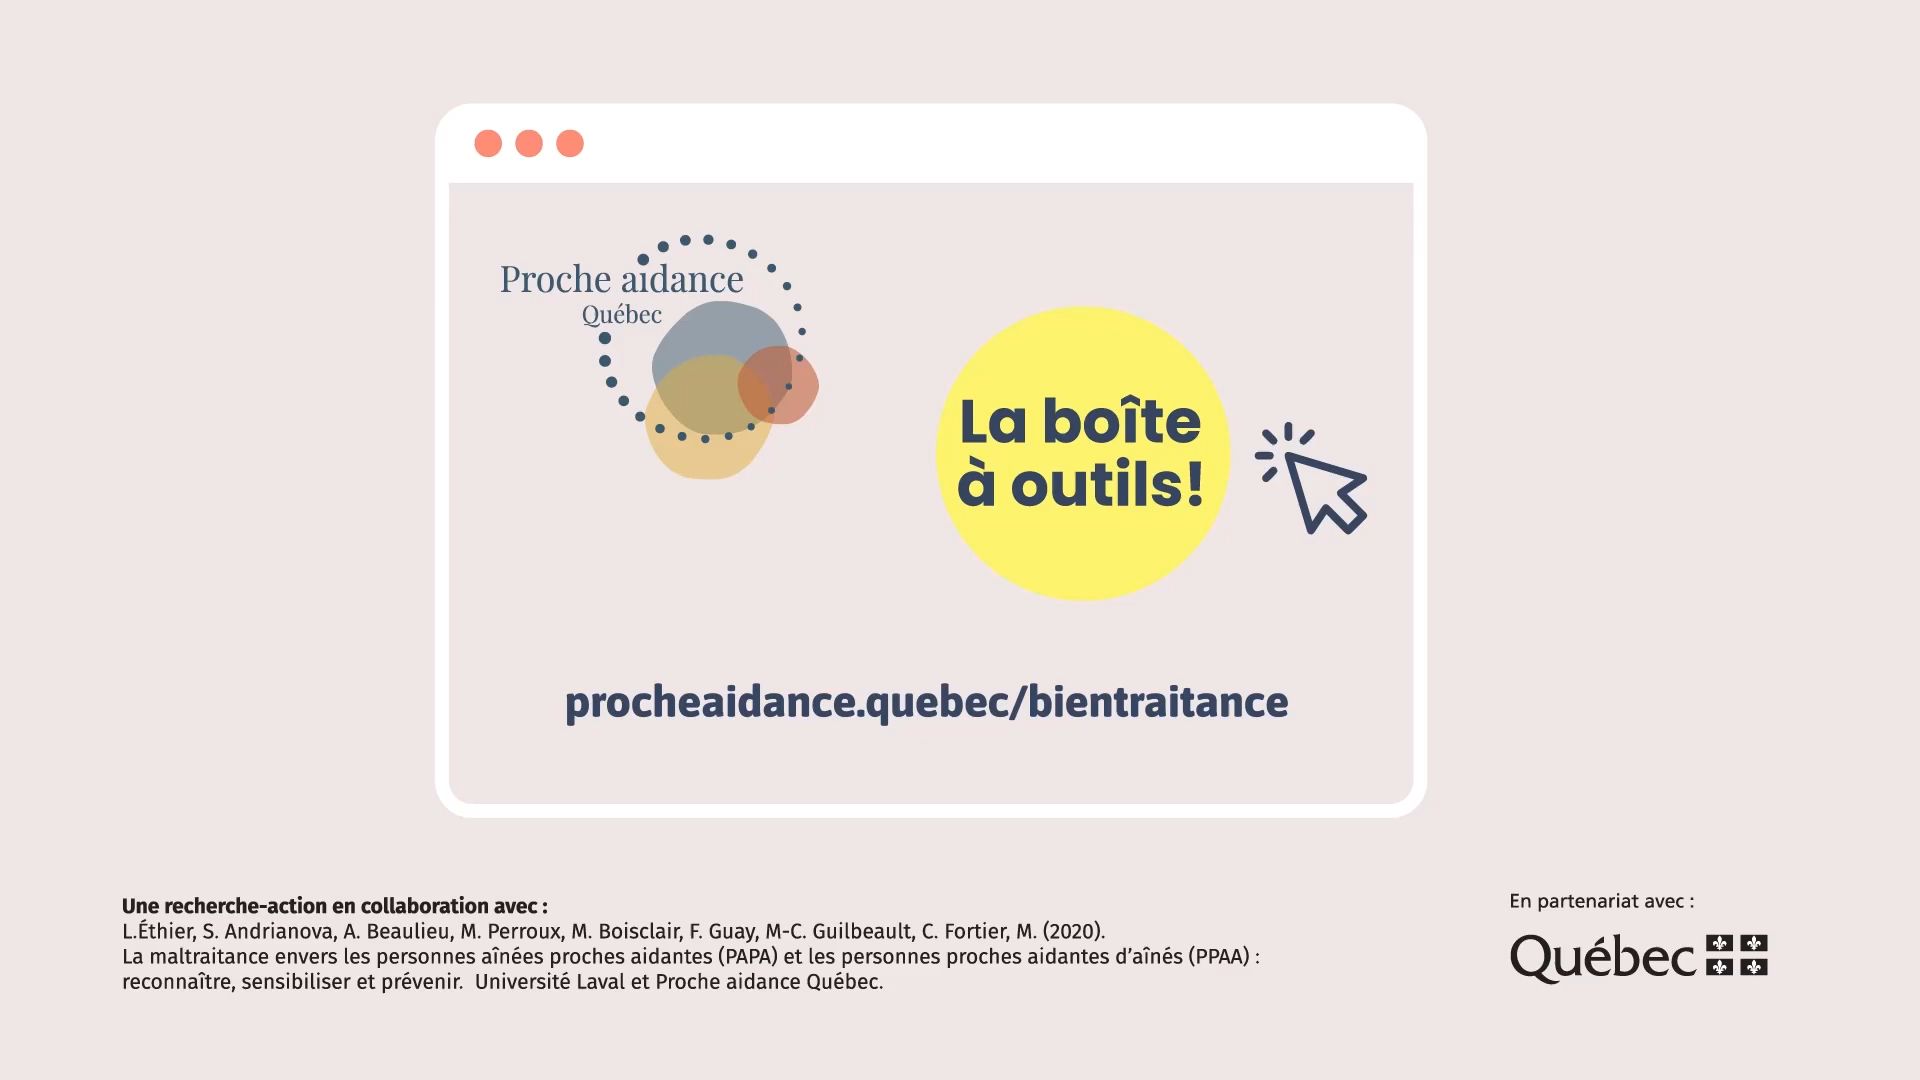 Proche aidance
Québec
La boîte
à outils!
procheaidance.quebec/bientraitance
Une recherche-action en collaboration avec :
L.Éthier, S. Andrianova, A. Beaulieu, M. Perroux, M. Boisclair, F. Guay, M-C. Guilbeault, C. Fortier, M. (2020).
La maltraitance envers les personnes aînées proches aidantes (PAPA) et les personnes proches aidantes d’aînés (PPAA) :
reconnaître, sensibiliser et prévenir. Université Laval et Proche aidance Québec.
En partenariat avec :
Québec